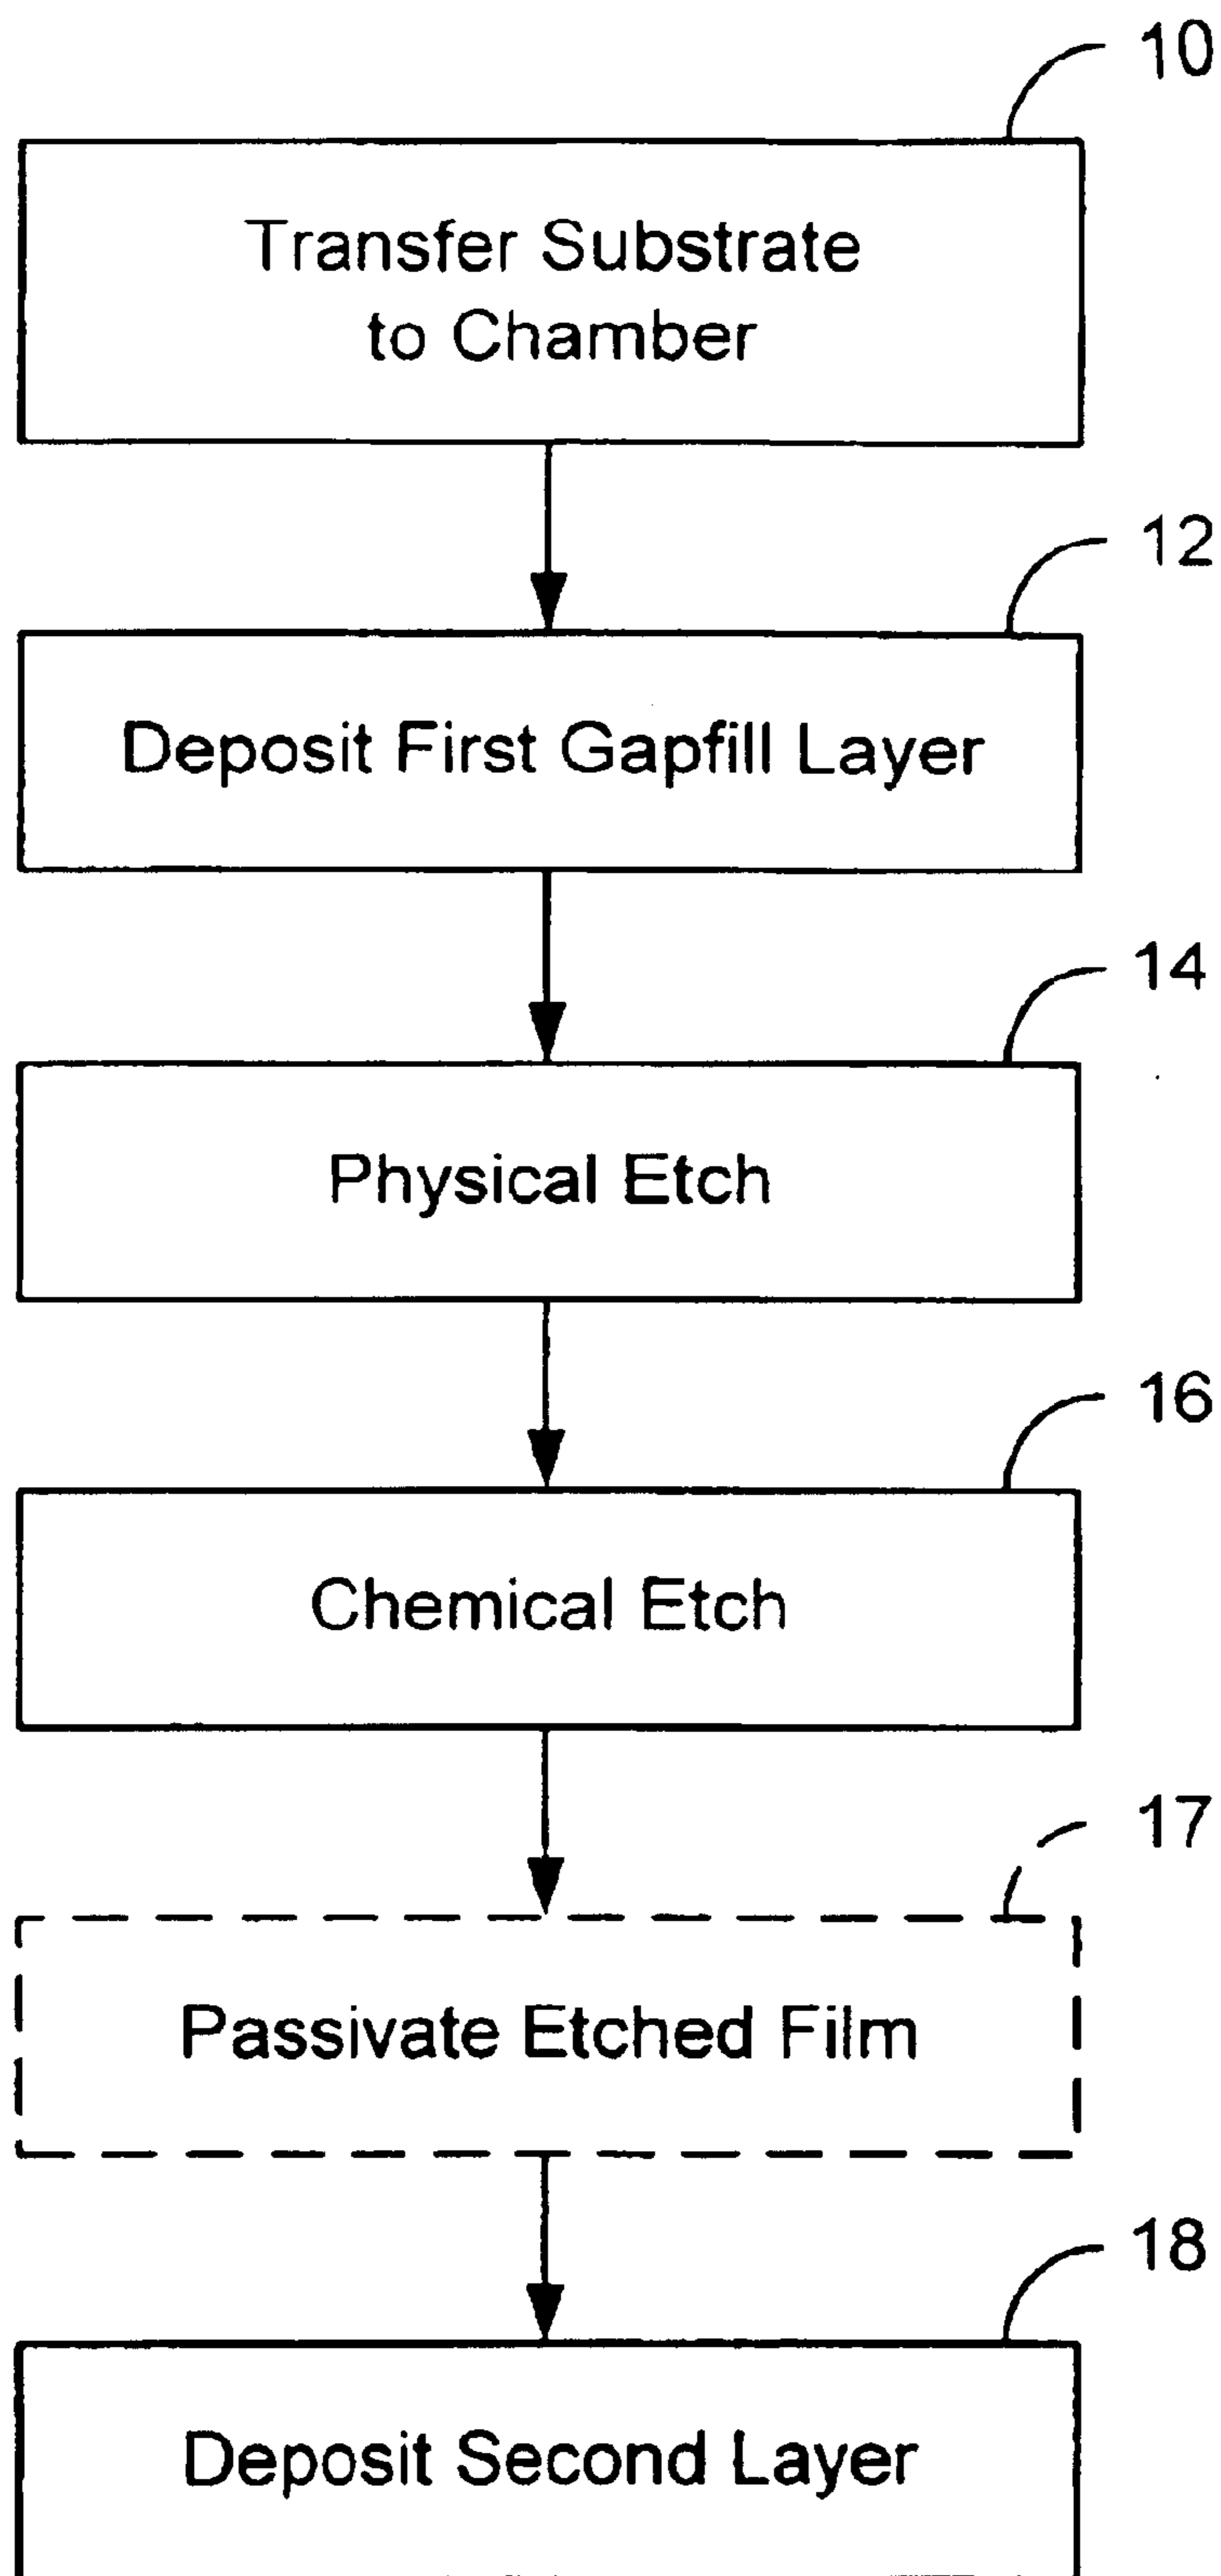 10
Transfer Substrate
to Chamber
12
Deposit First Gapfill Layer
14
Physical Etch
16
Chemical Etch
17
Passivate Etched Film
18
Deposit Second Layer